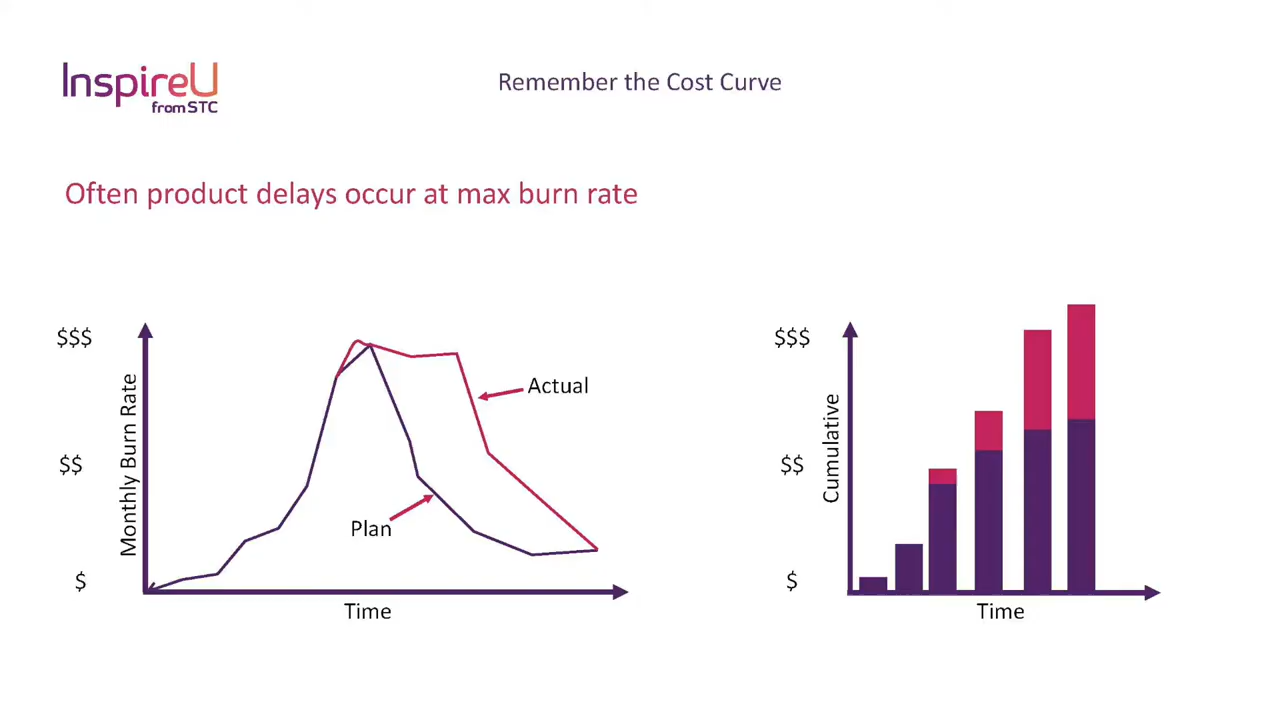 InspireU
from STC
Remember the Cost Curve
Often product delays occur at max burn rate
$$$
$$
$
Monthly Burn Rate
Actual
Plan
Time
$$$
$$
$
Cumulative
Time